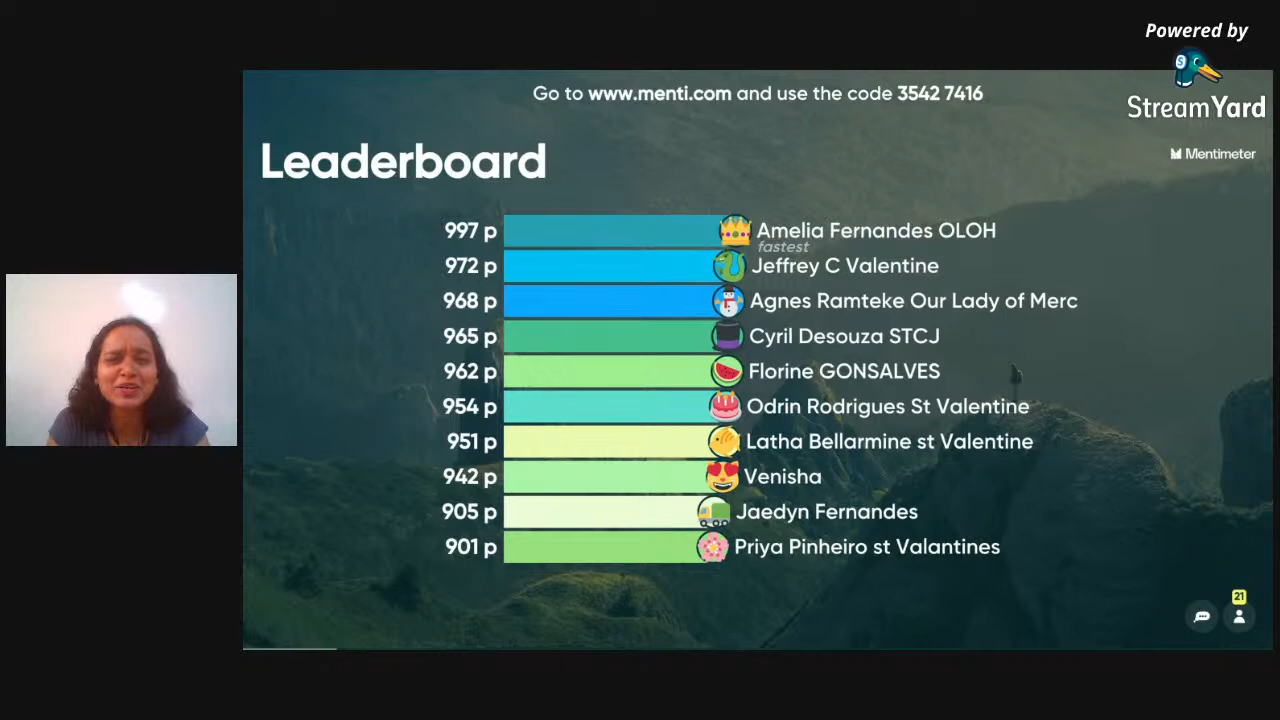 Powered by
StreamYard
Go to www.menti.com and use the code 3542 7416
Mentimeter
Leaderboard
997 p Amelia Fernandes OLOH
fastest
972 p Jeffrey C Valentine
968 p Agnes Ramteke Our Lady of Merc
965 p Cyril Desouza STCJ
962 p Florine GONSALVES
954 p Odrin Rodrigues St Valentine
951 p Latha Bellarmine st Valentine
942 p Venisha
905 p Jaedyn Fernandes
901 p Priya Pinheiro st Valantines
21